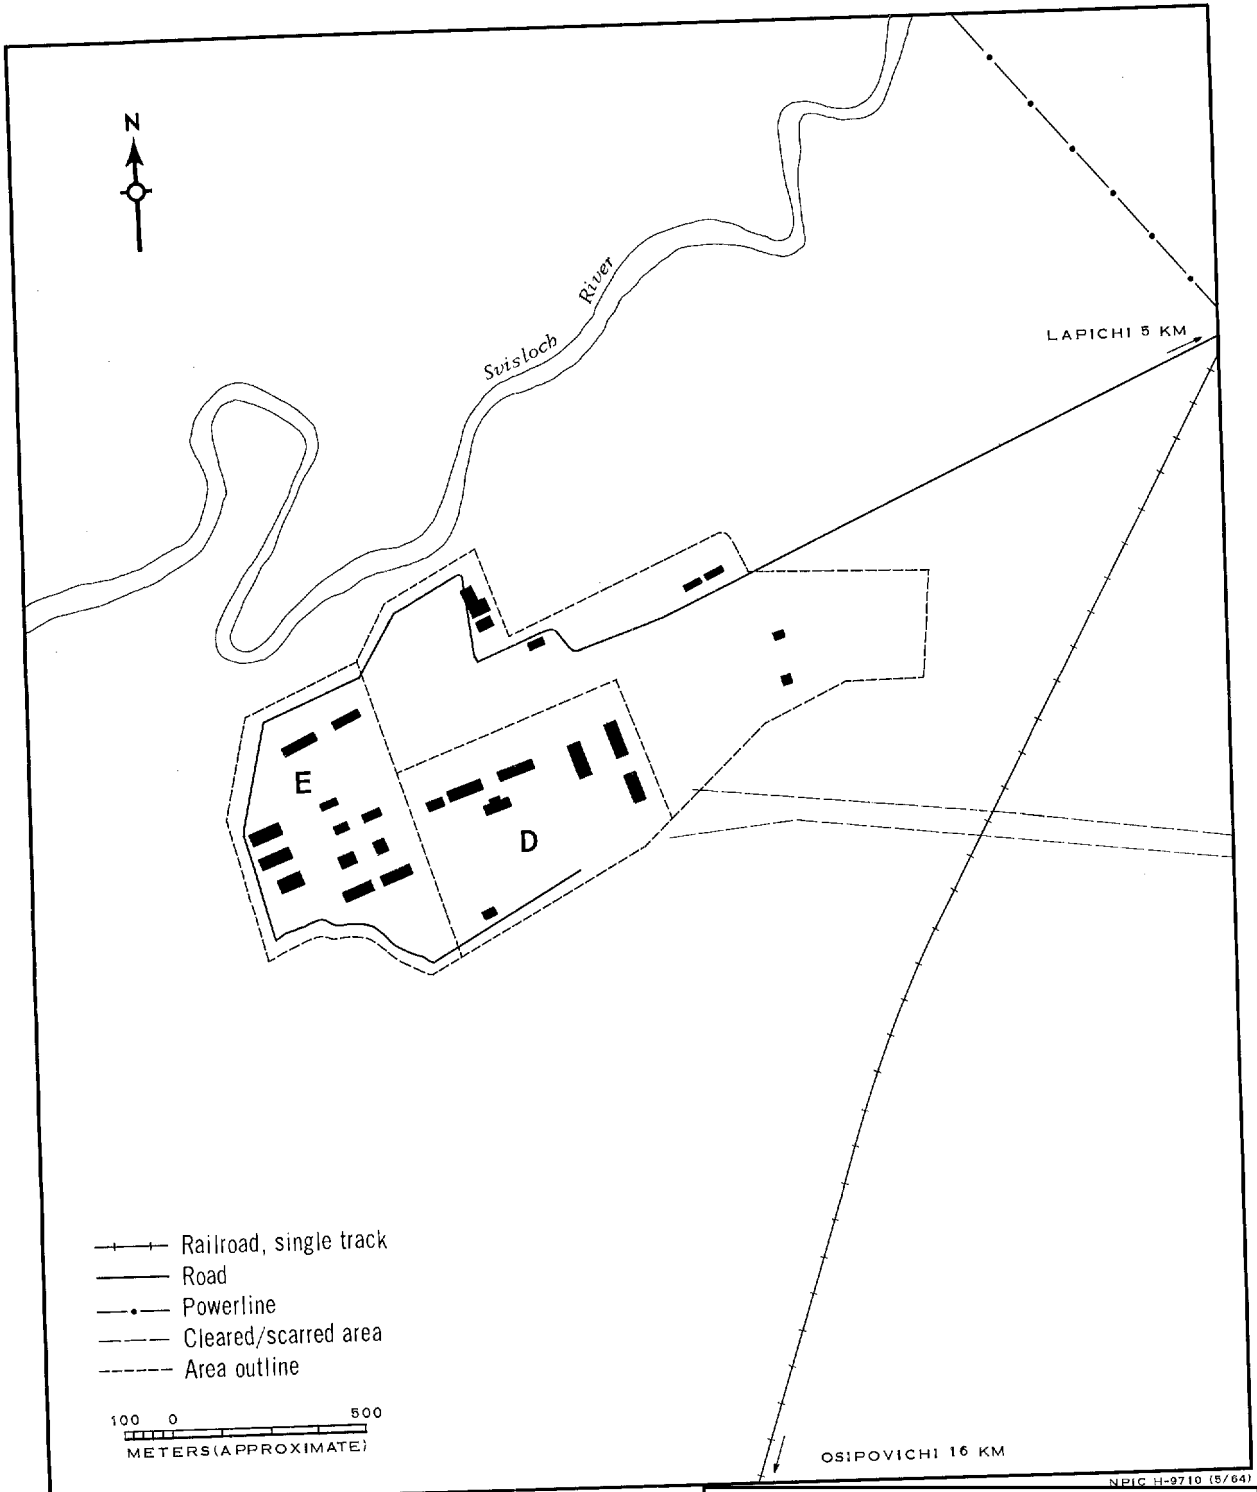 N
River
Svisloch
LAPICHI 5 KM
E
D
Railroad, single track
Road
Powerline
Cleared/scarred area
Area outline
100 0 500
METERS (APPROXIMATE)
OSIPOVICHI 16 KM
NPIC H-9710 (5/64)